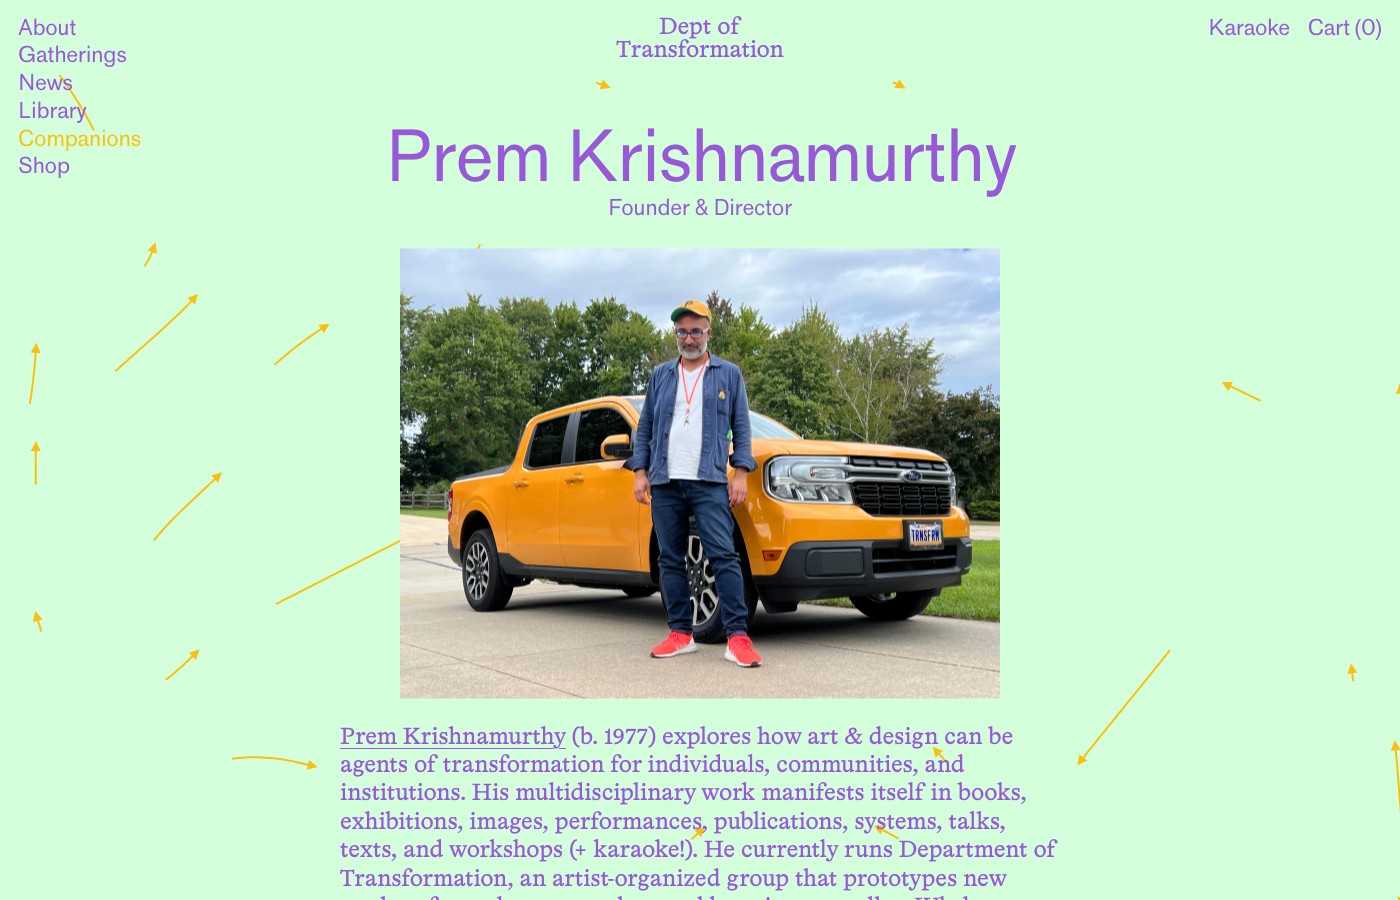 About
Gatherings
News
Library
Companions
Shop
Dept of
Transformation
Karaoke Cart (0)
Prem Krishnamurthy
Founder & Director
TRNSFRM
Prem Krishnamurthy (b. 1977) explores how art & design can be
agents of transformation for individuals, communities, and
institutions. His multidisciplinary work manifests itself in books,
exhibitions, images, performances, publications, systems, talks,
texts, and workshops (+ karaoke!). He currently runs Department of
Transformation, an artist-organized group that prototypes new